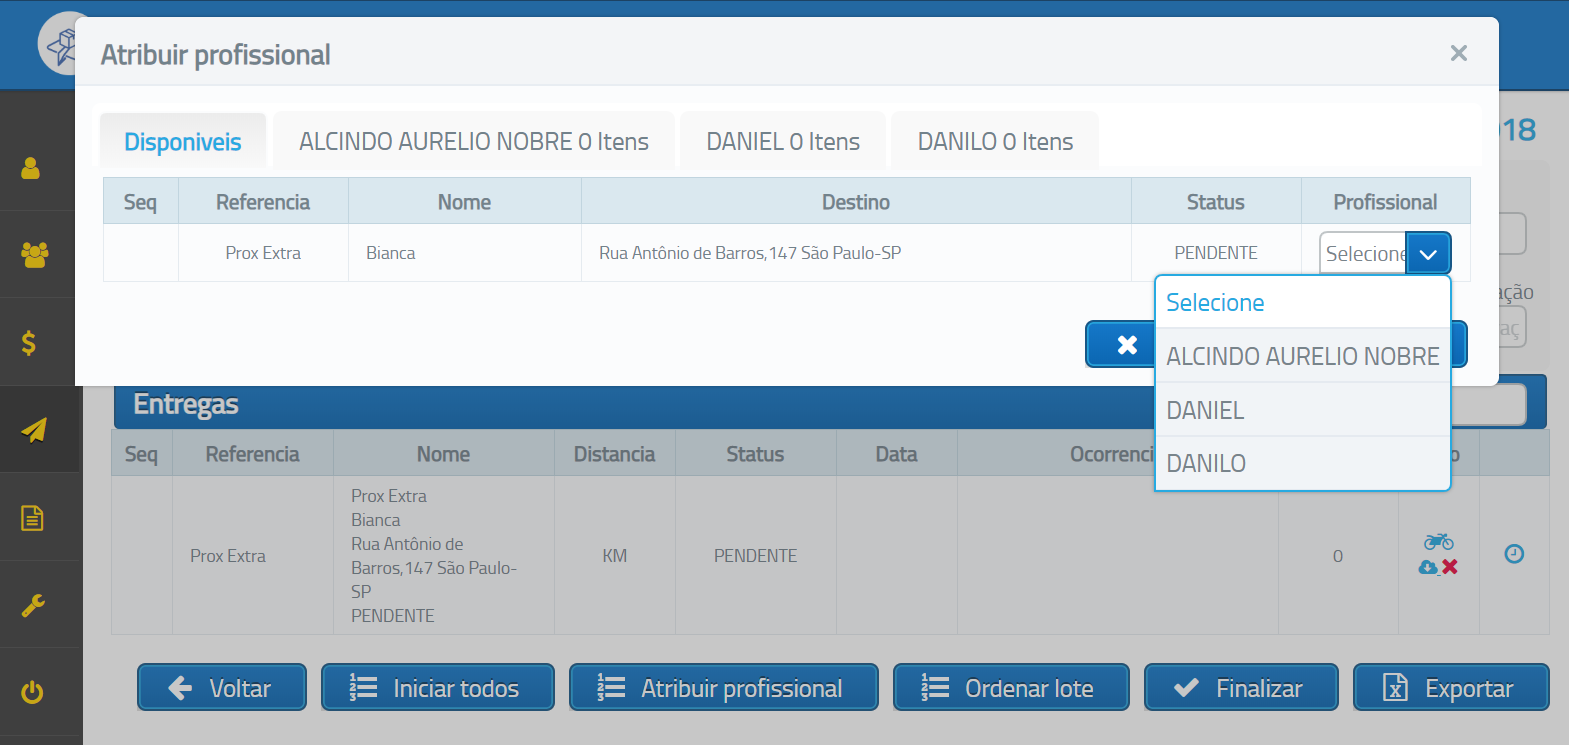 Atribuir profissional
Disponiveis ALCINDO AURELIO NOBRE 0 Itens DANIEL 0 Itens DANILO 0 Itens
18
Seq Referencia Nome Destino Status Profissional
Prox Extra Bianca Rua Antônio de Barros,147 São Paulo-SP PENDENTE Selecione
Selecione
ALCINDO AURELIO NOBRE
DANIEL
DANILO
Entregas
Seq Referencia Nome Distancia Status Data
Prox Extra
Bianca
Rua Antônio de
Barros,147 São Paulo-
SP
PENDENTE
Prox Extra KM PENDENTE 0
Voltar Iniciar todos Atribuir profissional Ordenar lote Finalizar Exportar